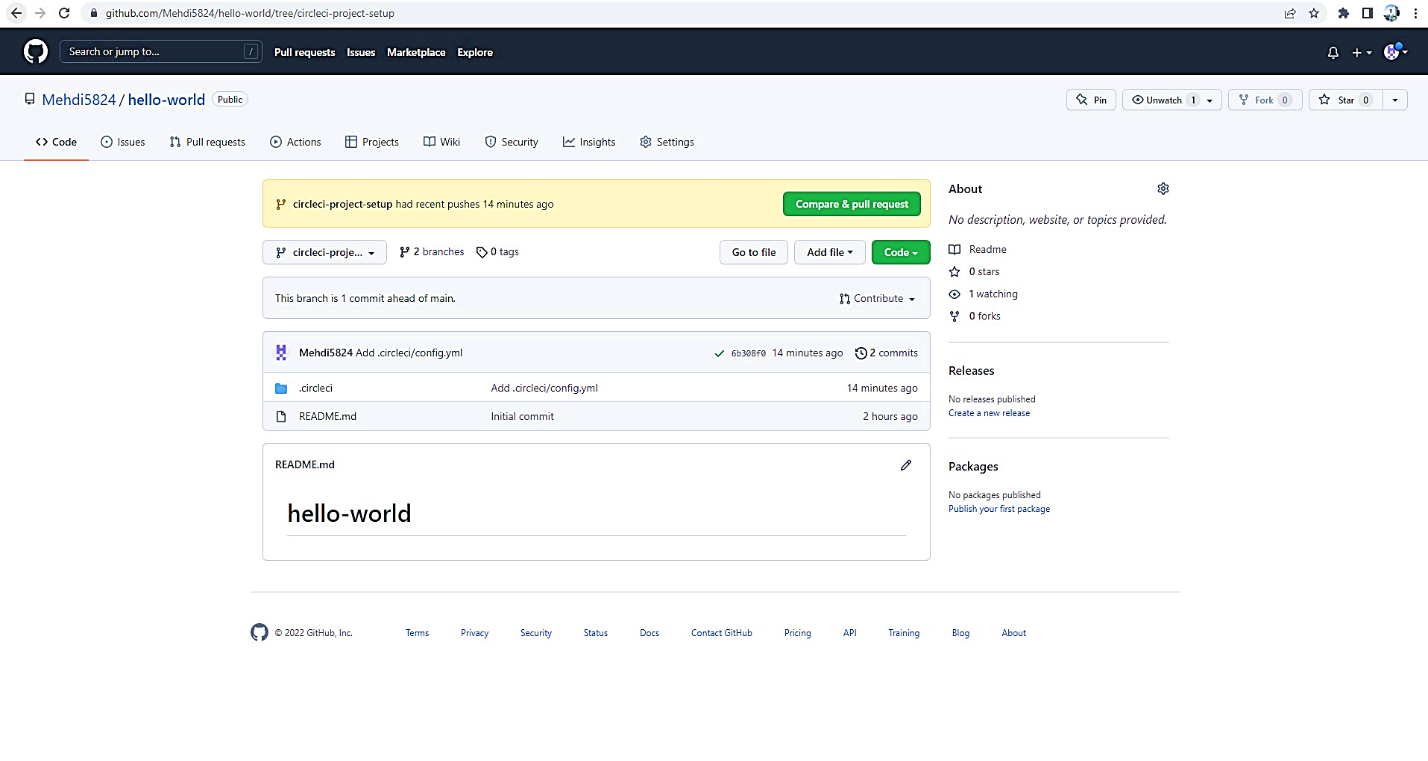 github.com/Mehdi5824/hello-world/tree/circleci-project-setup
Search or jump to... / Pull requests Issues Marketplace Explore
Mehdi5824 / hello-world Public Pin Unwatch 1 Fork 0 Star 0
Code Issues Pull requests Actions Projects Wiki Security Insights Settings
circleci-project-setup had recent pushes 14 minutes ago Compare & pull request
circleci-proje... 2 branches 0 tags Go to file Add file Code
This branch is 1 commit ahead of main. Contribute
Mehdi5824 Add .circleci/config.yml 6b308f0 14 minutes ago 2 commits
.circleci Add .circleci/config.yml 14 minutes ago
README.md Initial commit 2 hours ago
README.md
hello-world
About
No description, website, or topics provided.
Readme
0 stars
1 watching
0 forks
Releases
No releases published
Create a new release
Packages
No packages published
Publish your first package
© 2022 GitHub, Inc. Terms Privacy Security Status Docs Contact GitHub Pricing API Training Blog About